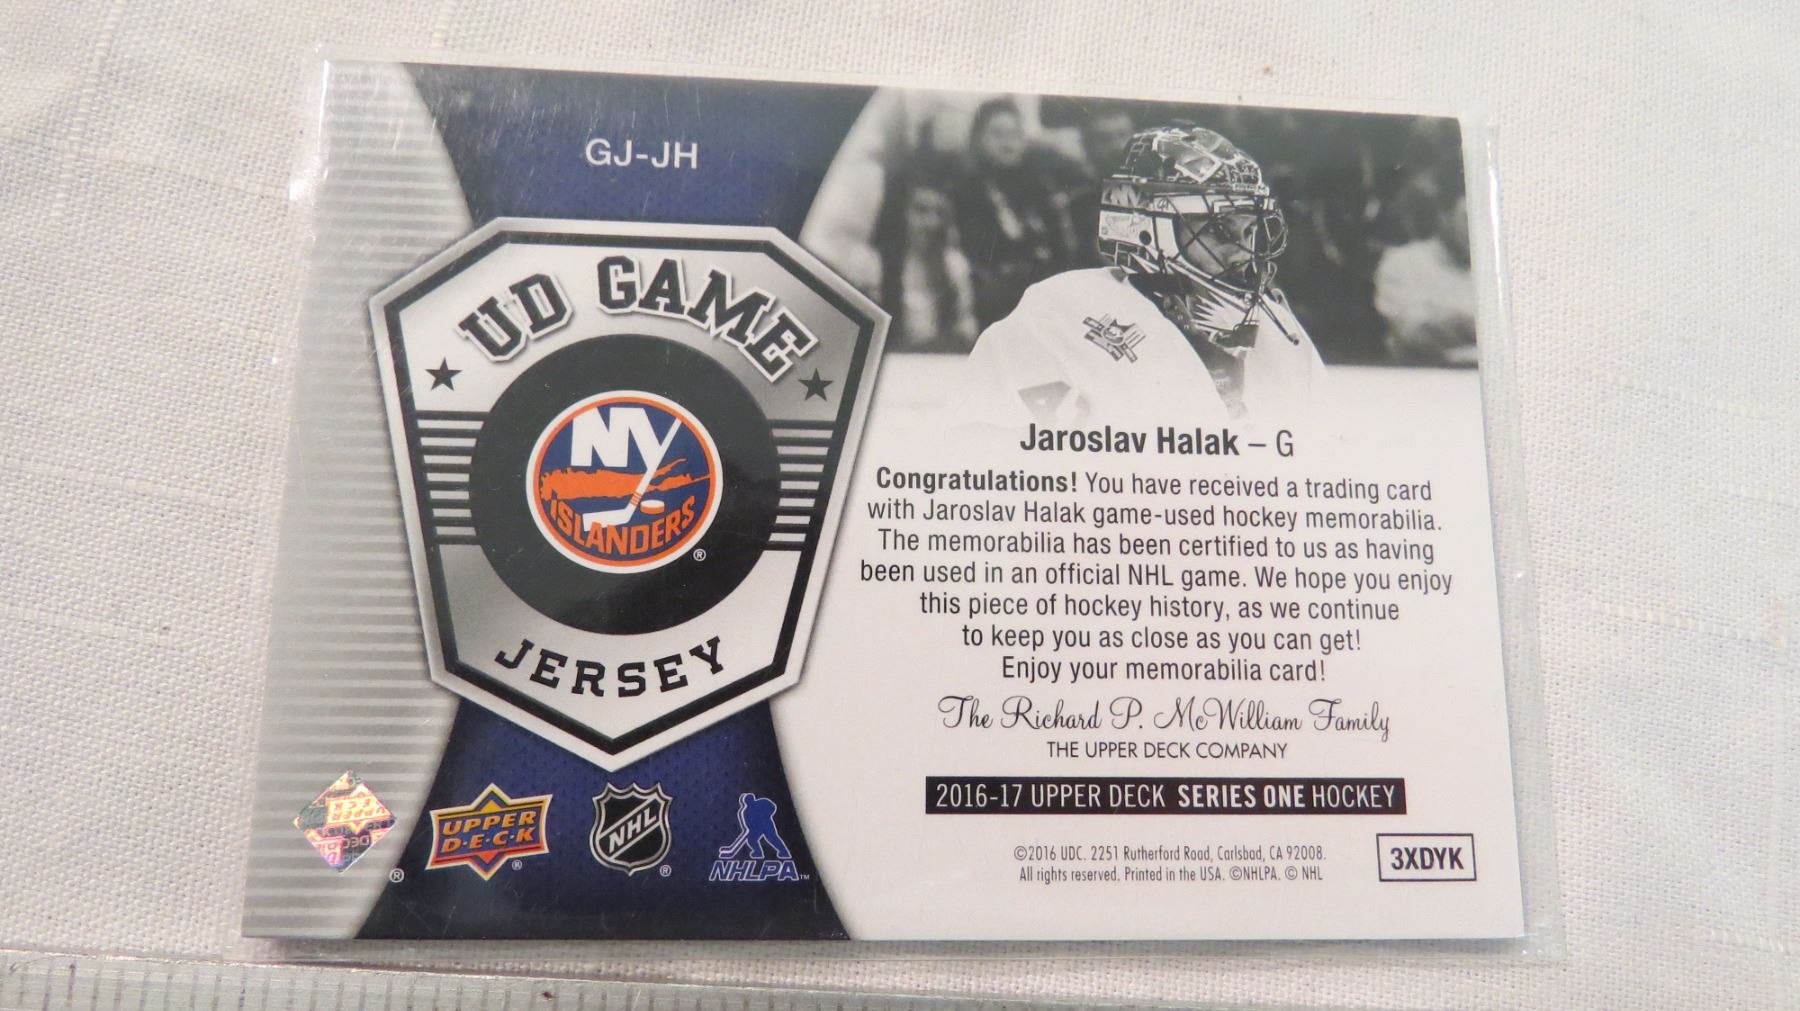 GJ-JH
UD GAME
NY
ISLANDERS
®
JERSEY
UPPER
D·E·C·K
®
NHL
®
NHLPA™
UPPER
DECK
®
Jaroslav Halak – G
Congratulations! You have received a trading card
with Jaroslav Halak game-used hockey memorabilia.
The memorabilia has been certified to us as having
been used in an official NHL game. We hope you enjoy
this piece of hockey history, as we continue
to keep you as close as you can get!
Enjoy your memorabilia card!
The Richard P. McWilliam Family
THE UPPER DECK COMPANY
2016-17 UPPER DECK SERIES ONE HOCKEY
©2016 UDC. 2251 Rutherford Road, Carlsbad, CA 92008.
All rights reserved. Printed in the USA. ©NHLPA. © NHL
3XDYK